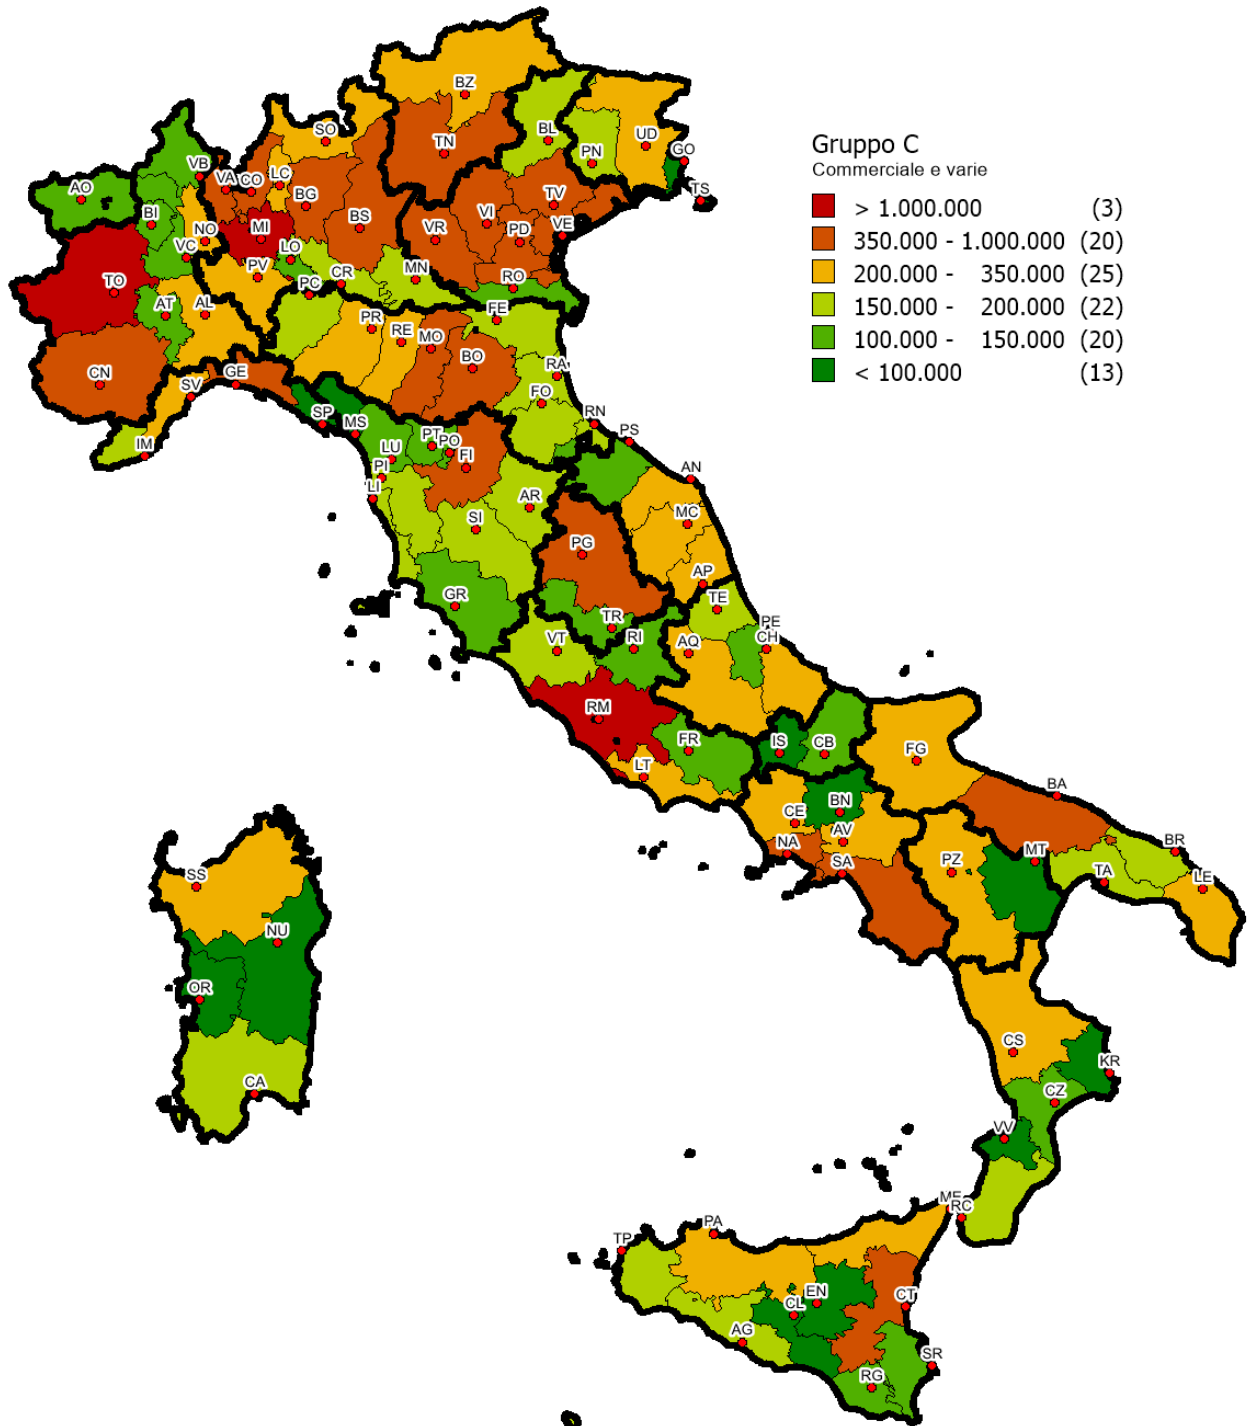 Gruppo C
Commerciale e varie
> 1.000.000 (3)
350.000 - 1.000.000 (20)
200.000 - 350.000 (25)
150.000 - 200.000 (22)
100.000 - 150.000 (20)
< 100.000 (13)
BZ
SO
TN
BL
PN
UD
GO
TS
AO
VB
VA
CO
LC
BG
BS
BI
NO
MI
VC
LO
VR
VI
TV
PD
VE
TO
PV
CR
MN
RO
PC
AT
AL
PR
RE
MO
FE
BO
CN
SV
GE
RA
FO
RN
IM
SP
MS
LU
PT
PO
FI
PS
PI
LI
AR
AN
SI
MC
PG
AP
GR
TE
TR
RI
VT
AQ
PE
CH
RM
FR
IS
CB
LT
FG
BA
CE
BN
AV
NA
SA
PZ
MT
BR
TA
LE
SS
NU
OR
CA
CS
KR
CZ
VV
ME
RC
TP
PA
EN
CL
CT
AG
SR
RG